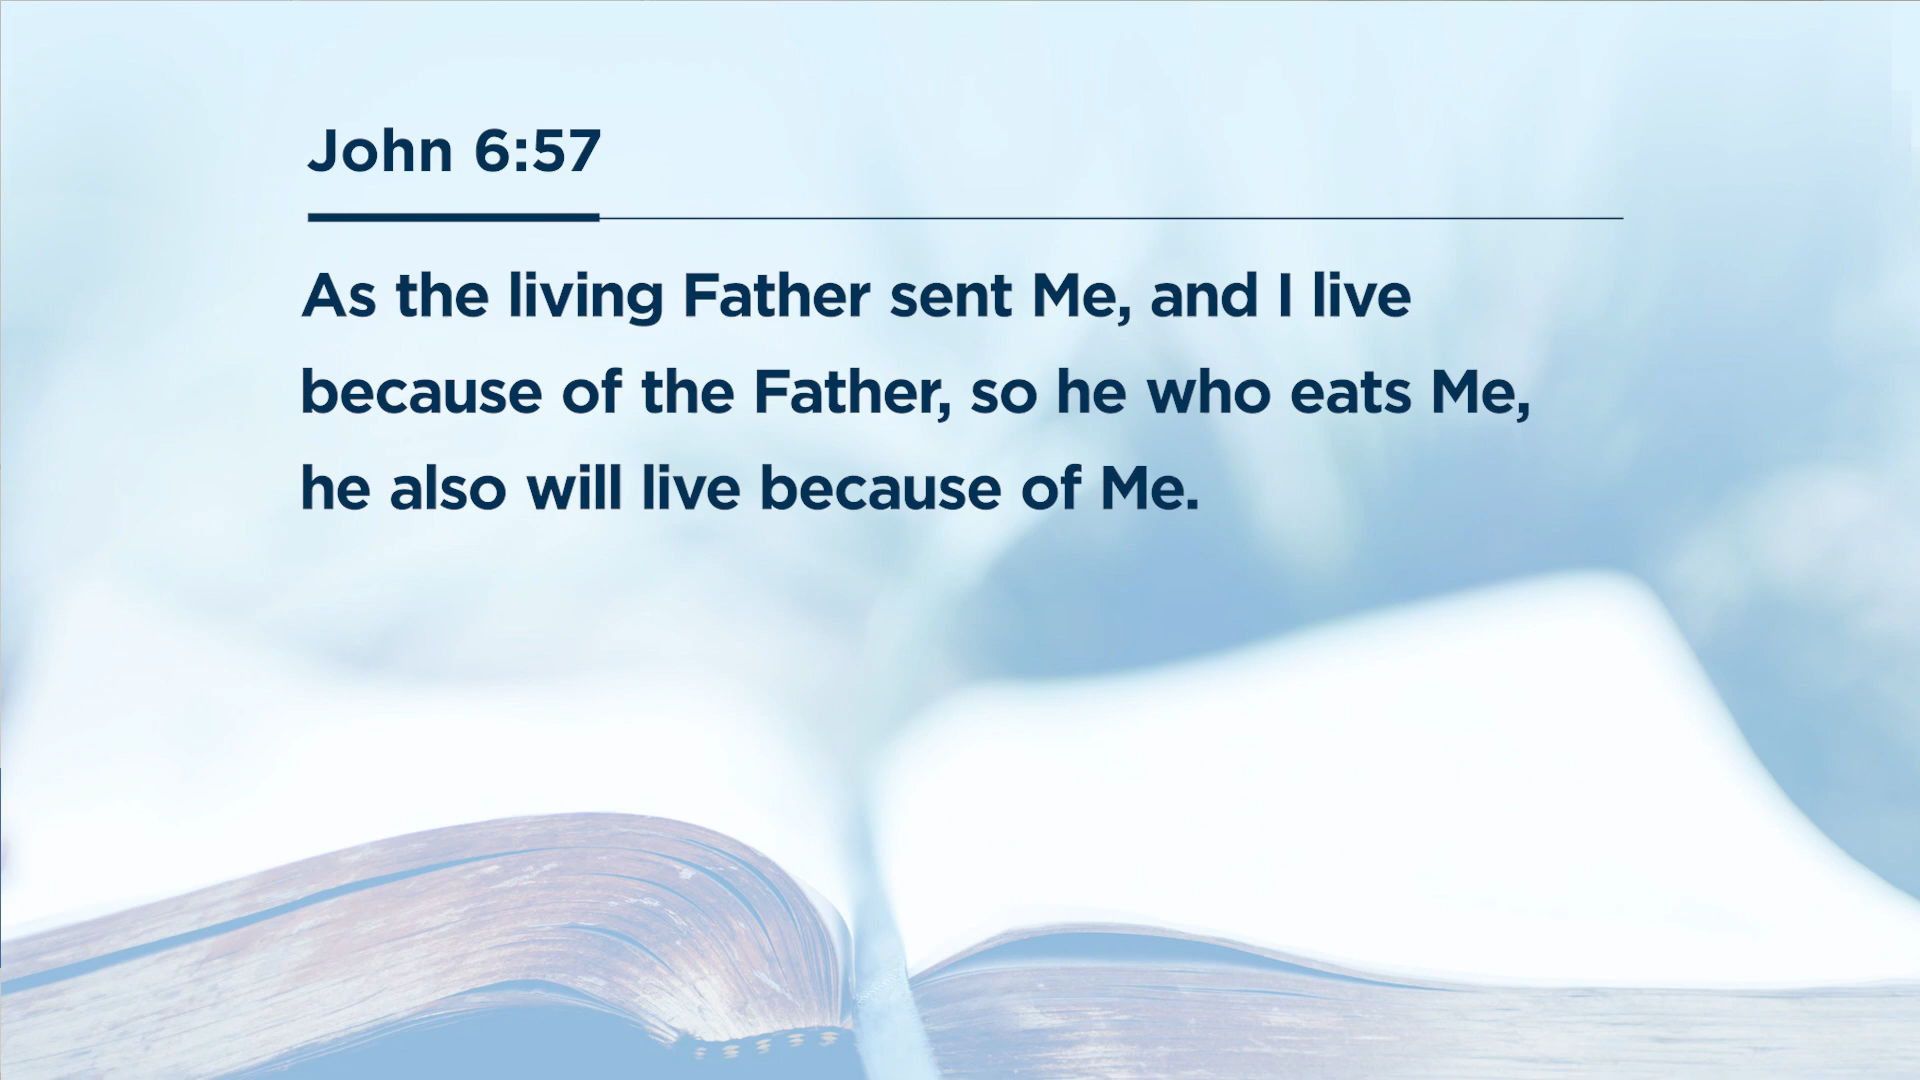 John 6:57
As the living Father sent Me, and I live
because of the Father, so he who eats Me,
he also will live because of Me.